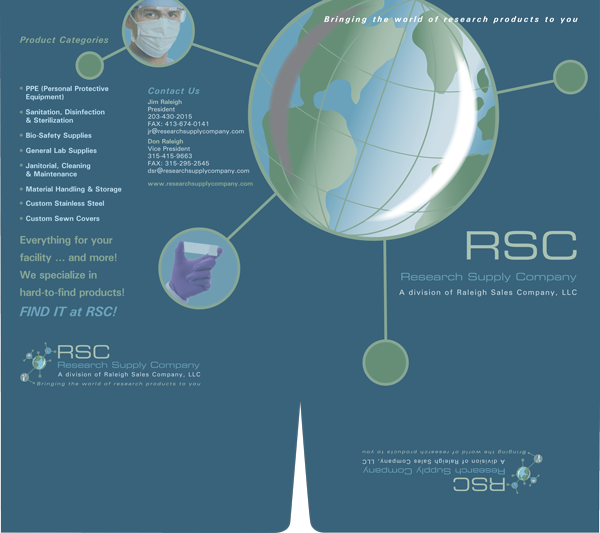 Bringing the world of research products to you
Product Categories
PPE (Personal Protective
Equipment)
Sanitation, Disinfection
& Sterilization
Bio-Safety Supplies
General Lab Supplies
Janitorial, Cleaning
& Maintenance
Material Handling & Storage
Custom Stainless Steel
Custom Sewn Covers
Everything for your
facility ... and more!
We specialize in
hard-to-find products!
FIND IT at RSC!
Contact Us
Jim Raleigh
President
203-430-2015
FAX: 413-674-0141
jr@researchsupplycompany.com
Don Raleigh
Vice President
315-415-9663
FAX: 315-295-2545
dsr@researchsupplycompany.com
www.researchsupplycompany.com
RSC
Research Supply Company
A division of Raleigh Sales Company, LLC
RSC
Research Supply Company
A division of Raleigh Sales Company, LLC
Bringing the world of research products to you
RSC
Research Supply Company
A division of Raleigh Sales Company, LLC
Bringing the world of research products to you